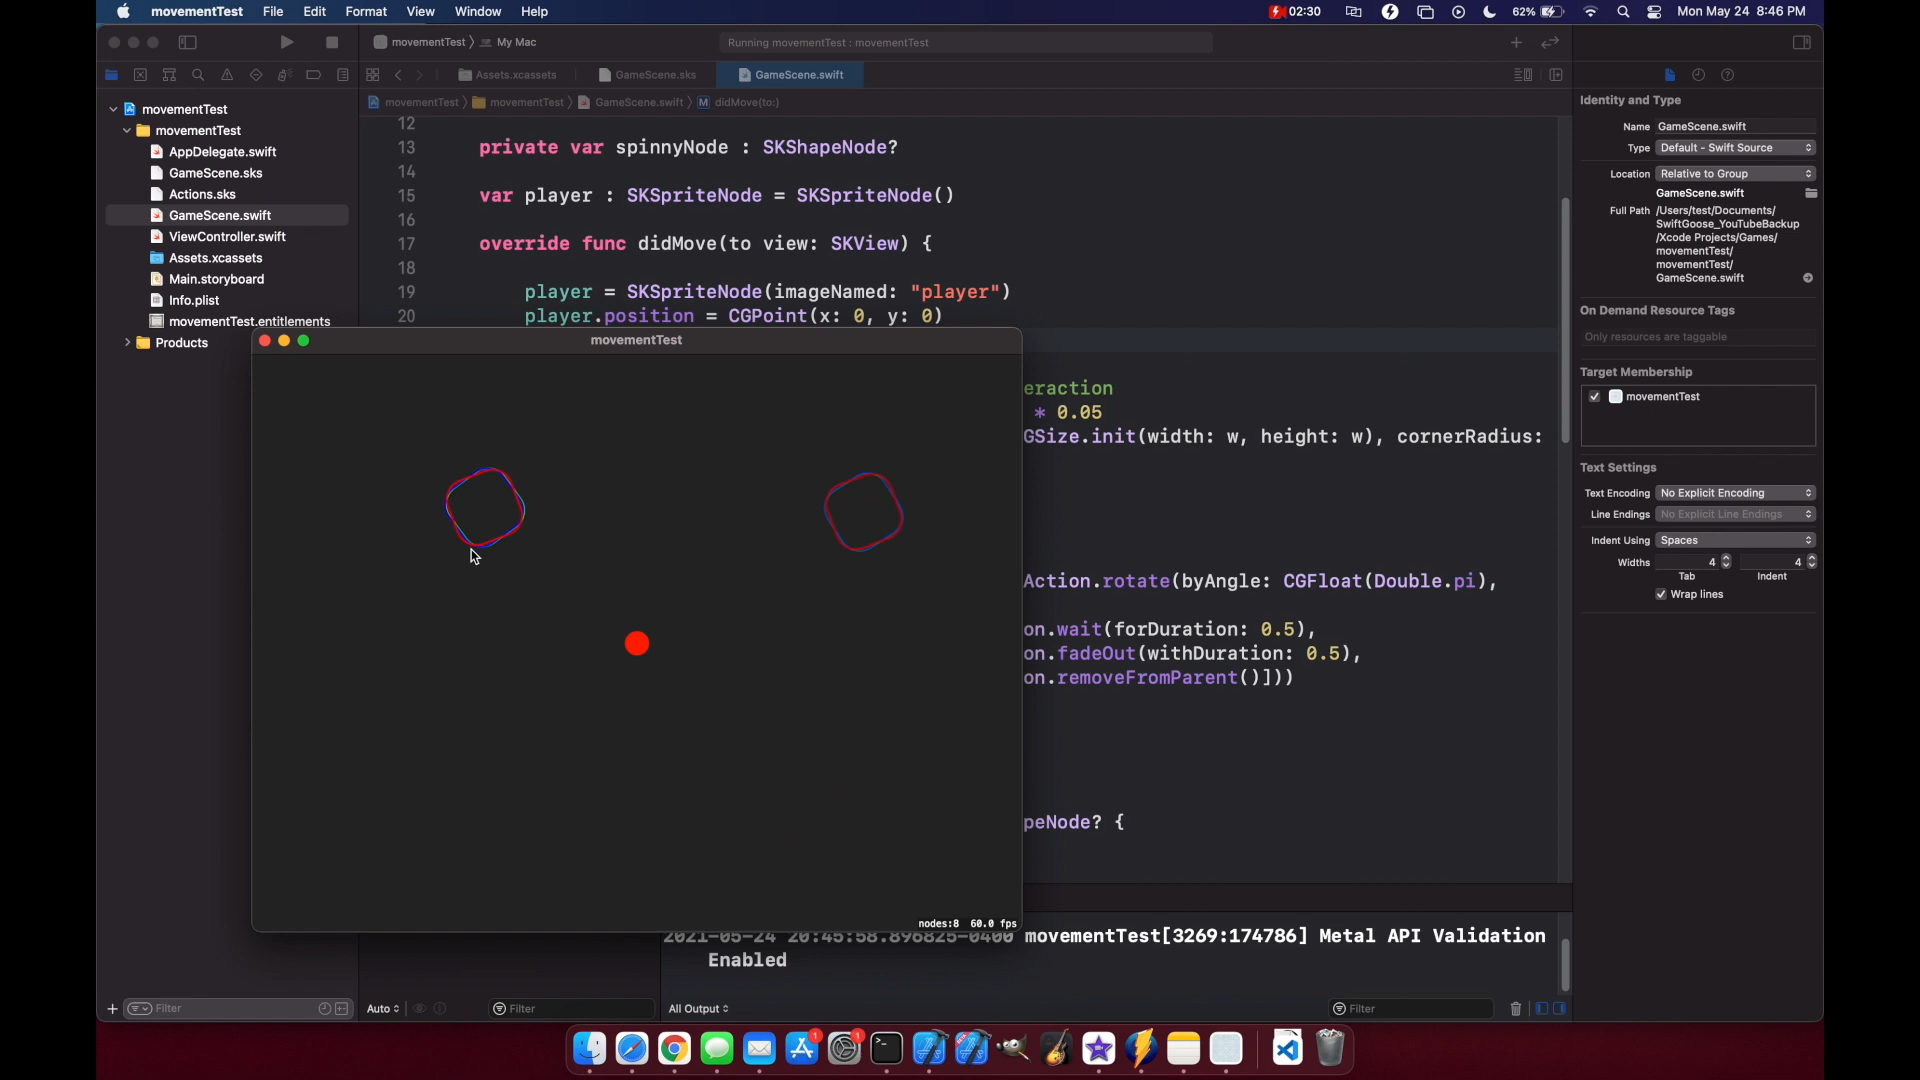 movementTest File Edit Format View Window Help
02:30 62% Mon May 24 8:46 PM
movementTest My Mac
Running movementTest : movementTest
Assets.xcassets GameScene.sks GameScene.swift
movementTest movementTest GameScene.swift M didMove(to:)
movementTest
movementTest
AppDelegate.swift
GameScene.sks
Actions.sks
GameScene.swift
ViewController.swift
Assets.xcassets
Main.storyboard
Info.plist
movementTest.entitlements
Products
12
13 private var spinnyNode : SKShapeNode?
14
15 var player : SKSpriteNode = SKSpriteNode()
16
17 override func didMove(to view: SKView) {
18
19 player = SKSpriteNode(imageNamed: "player")
20 player.position = CGPoint(x: 0, y: 0)
eraction
* 0.05
GSize.init(width: w, height: w), cornerRadius:
Action.rotate(byAngle: CGFloat(Double.pi),
on.wait(forDuration: 0.5),
on.fadeOut(withDuration: 0.5),
on.removeFromParent()]))
peNode? {
movementTest
nodes:8 60.0 fps
2021-05-24 20:45:58.896825-0400 movementTest[3269:174786] Metal API Validation
Enabled
Filter
Auto
Filter
All Output
Filter
Identity and Type
Name GameScene.swift
Type Default - Swift Source
Location Relative to Group
GameScene.swift
Full Path /Users/test/Documents/
SwiftGoose_YouTubeBackup
/Xcode Projects/Games/
movementTest/
movementTest/
GameScene.swift
On Demand Resource Tags
Only resources are taggable
Target Membership
movementTest
Text Settings
Text Encoding No Explicit Encoding
Line Endings No Explicit Line Endings
Indent Using Spaces
Widths 4 4
Tab Indent
Wrap lines
1
1